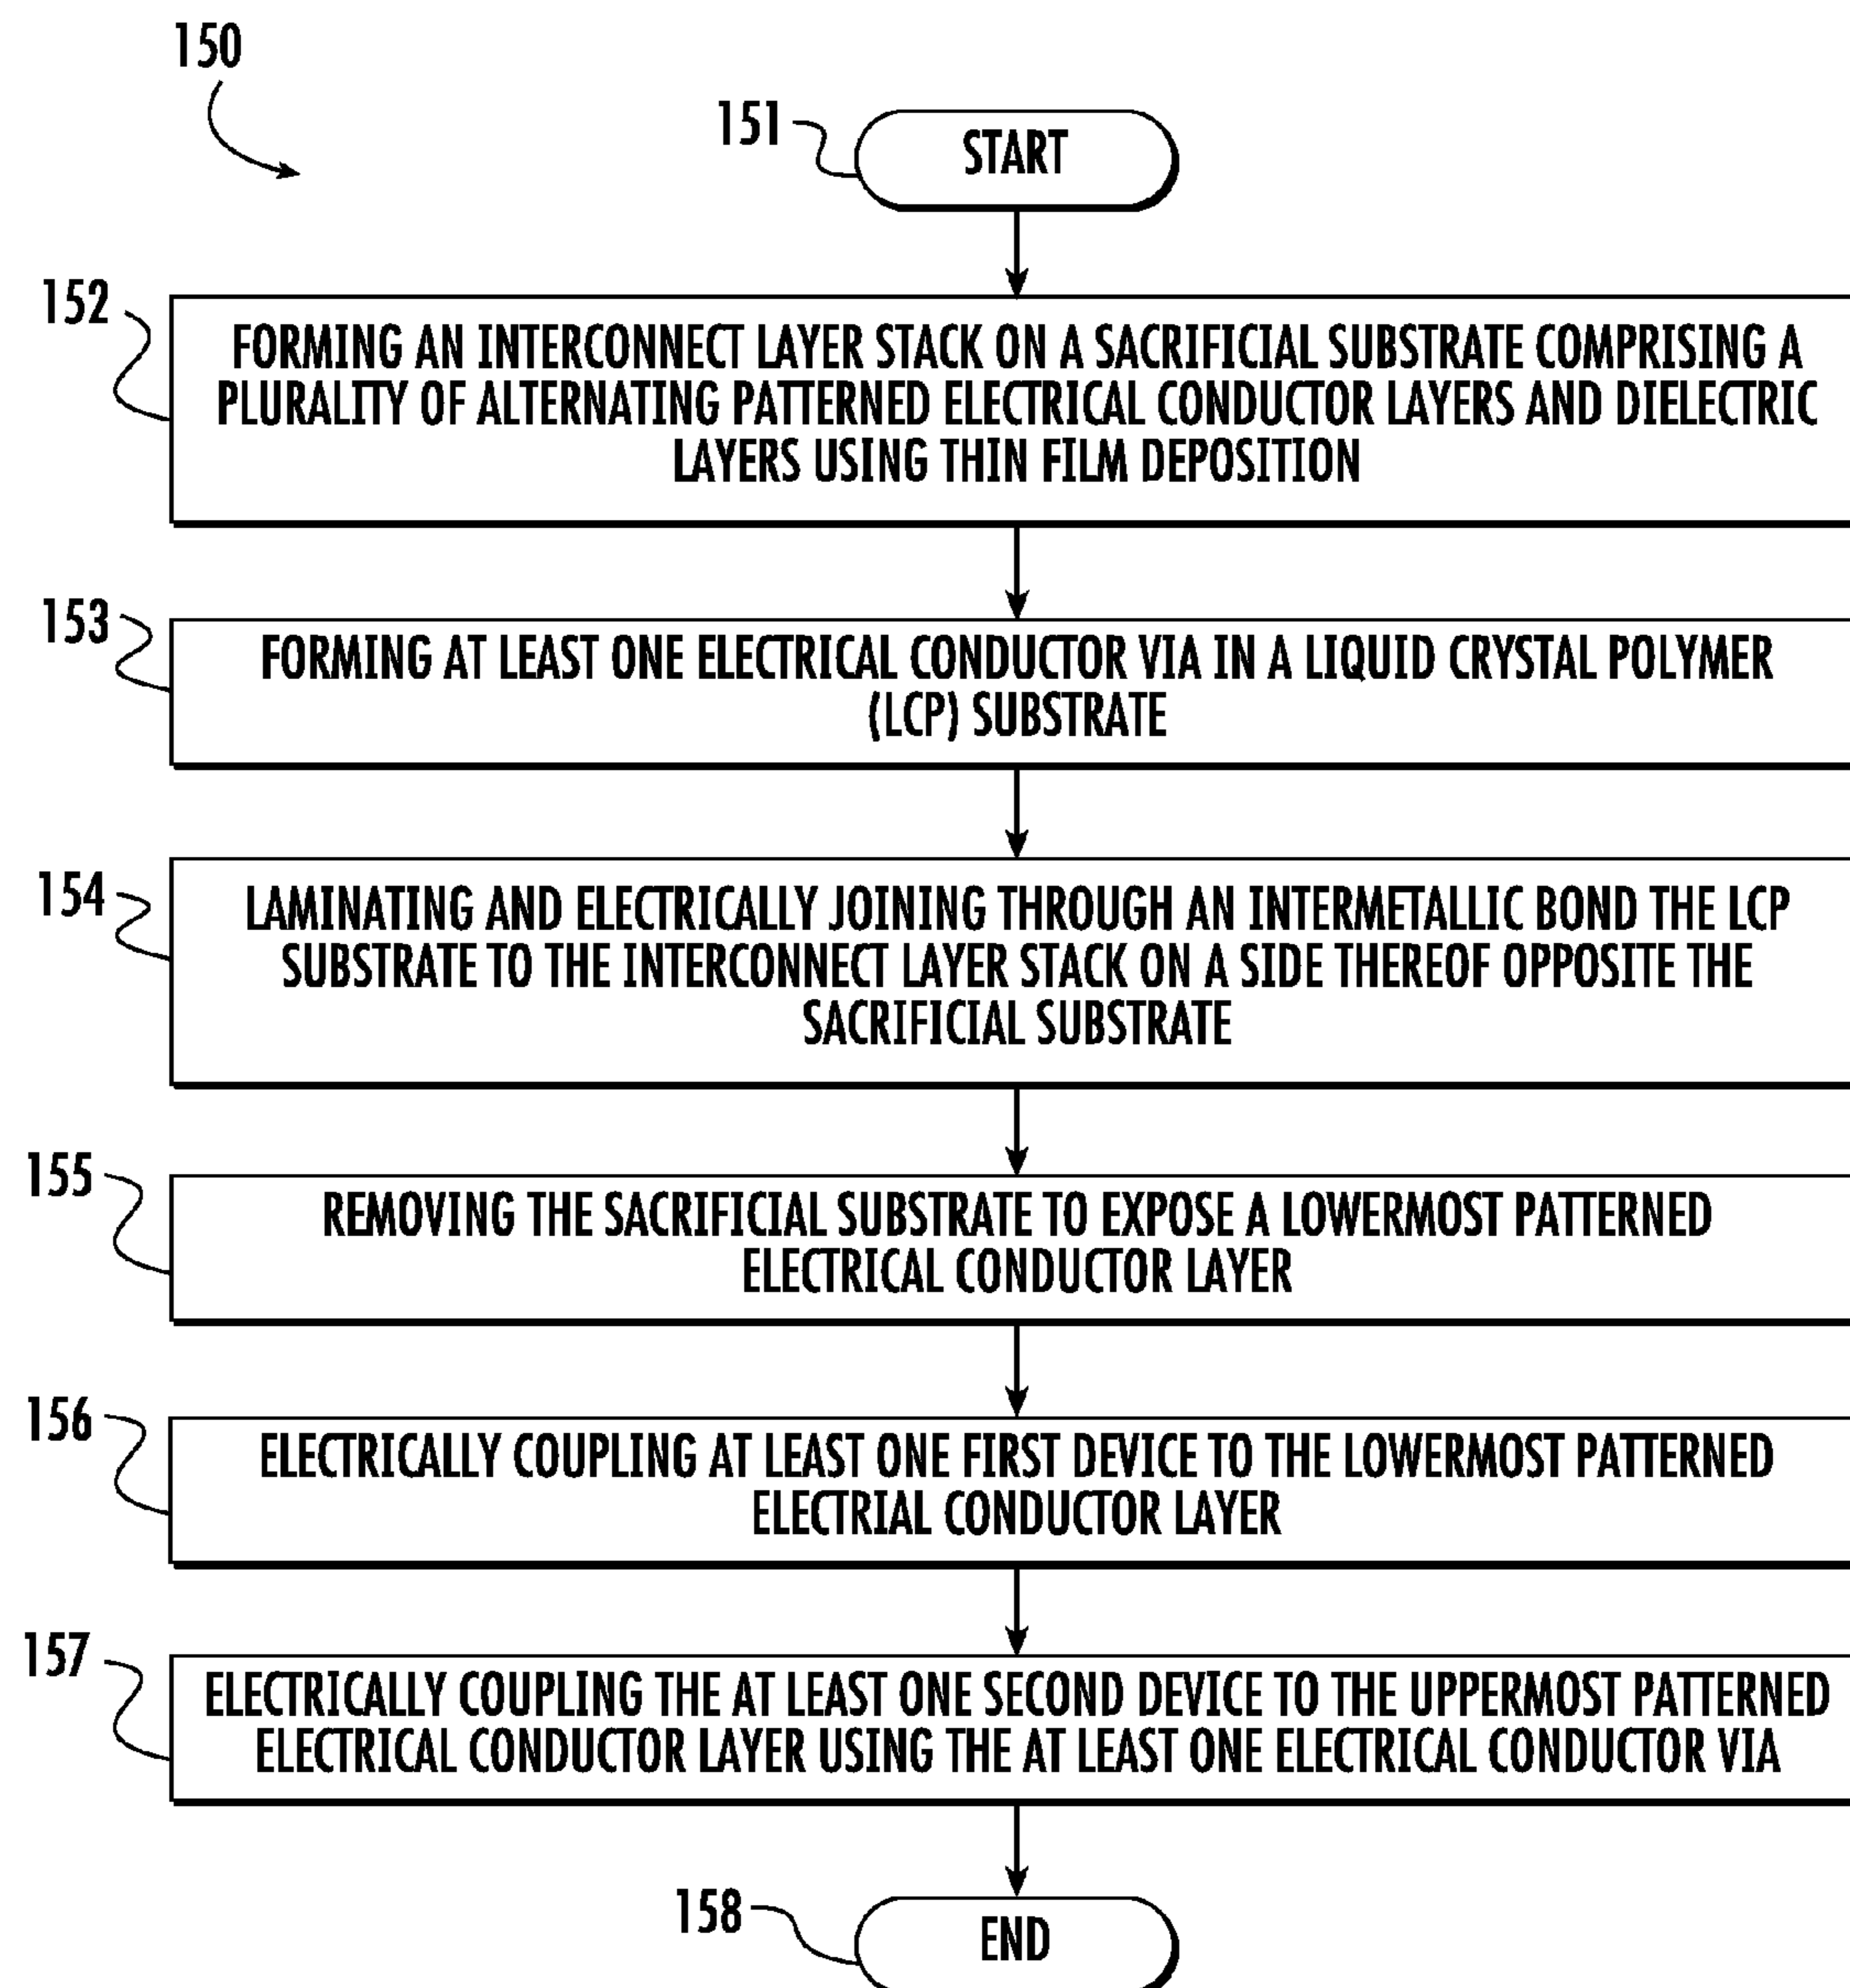 150
151
START
152
FORMING AN INTERCONNECT LAYER STACK ON A SACRIFICIAL SUBSTRATE COMPRISING A
PLURALITY OF ALTERNATING PATTERNED ELECTRICAL CONDUCTOR LAYERS AND DIELECTRIC
LAYERS USING THIN FILM DEPOSITION
153
FORMING AT LEAST ONE ELECTRICAL CONDUCTOR VIA IN A LIQUID CRYSTAL POLYMER
(LCP) SUBSTRATE
154
LAMINATING AND ELECTRICALLY JOINING THROUGH AN INTERMETALLIC BOND THE LCP
SUBSTRATE TO THE INTERCONNECT LAYER STACK ON A SIDE THEREOF OPPOSITE THE
SACRIFICIAL SUBSTRATE
155
REMOVING THE SACRIFICIAL SUBSTRATE TO EXPOSE A LOWERMOST PATTERNED
ELECTRICAL CONDUCTOR LAYER
156
ELECTRICALLY COUPLING AT LEAST ONE FIRST DEVICE TO THE LOWERMOST PATTERNED
ELECTRIAL CONDUCTOR LAYER
157
ELECTRICALLY COUPLING THE AT LEAST ONE SECOND DEVICE TO THE UPPERMOST PATTERNED
ELECTRICAL CONDUCTOR LAYER USING THE AT LEAST ONE ELECTRICAL CONDUCTOR VIA
158
END